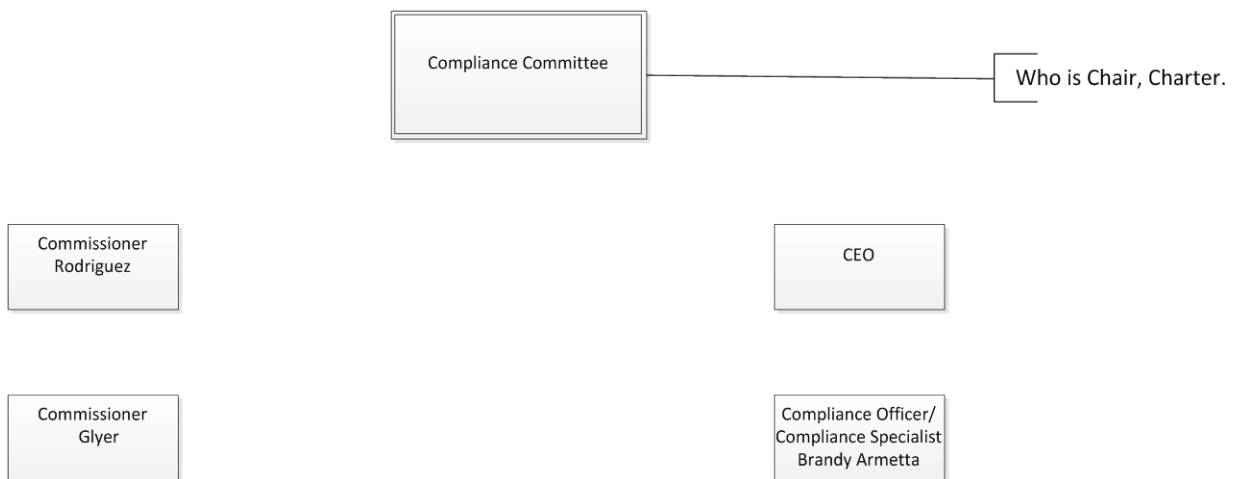 Compliance Committee
Who is Chair, Charter.
Commissioner
Rodriguez
CEO
Commissioner
Glyer
Compliance Officer/
Compliance Specialist
Brandy Armetta